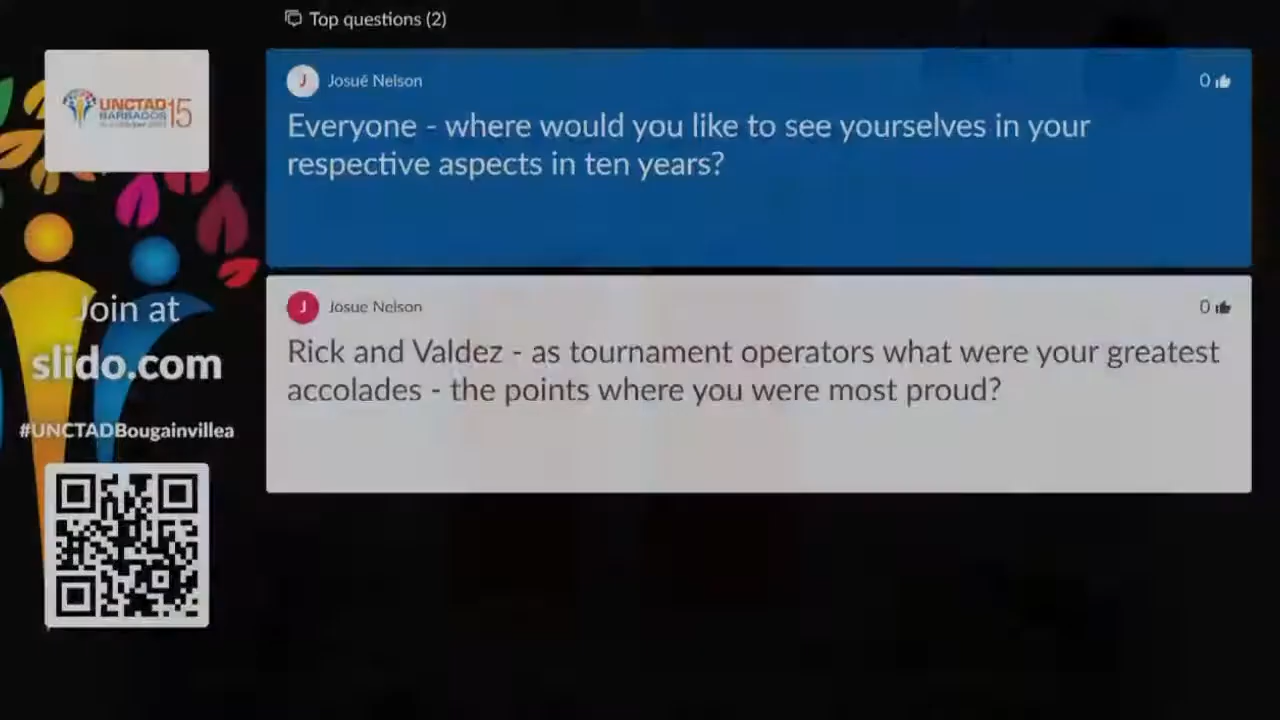 Top questions (2)
UNCTAD 15
BARBADOS
J Josué Nelson 0
Everyone - where would you like to see yourselves in your
respective aspects in ten years?
J Josue Nelson 0
Rick and Valdez - as tournament operators what were your greatest
accolades - the points where you were most proud?
Join at
slido.com
#UNCTADBougainvillea